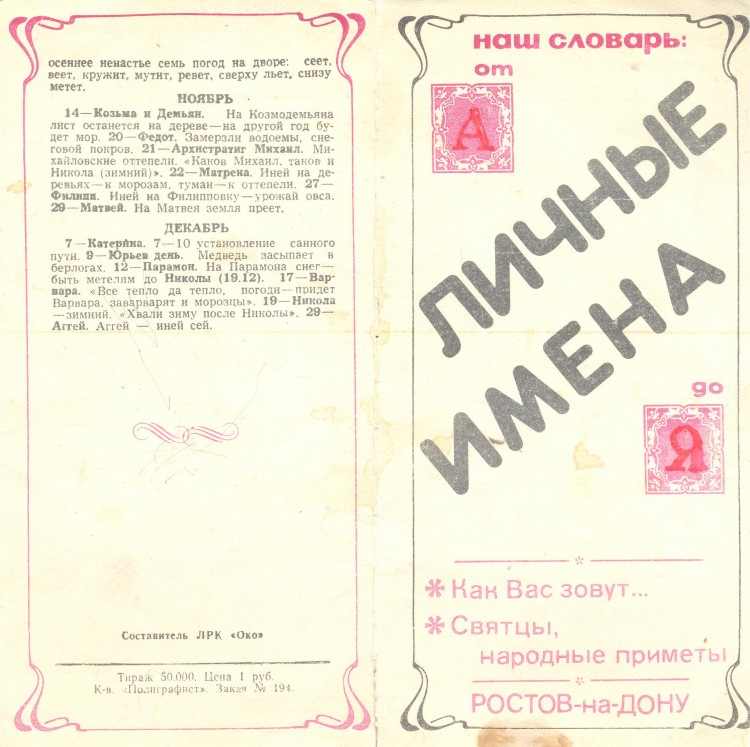 осеннее ненастье семь погод на дворе: сеет,
веет, кружит, мутит, ревет, сверху льет, снизу
метет.
НОЯБРЬ
14—Козьма и Демьян. На Козмодемьяна
лист останется на дереве—на другой год бу-
дет мор. 20—Федот. Замерзли водоемы, сне-
говой покров. 21—Архистратиг Михаил. Ми-
хайловские оттепели. «Каков Михаил, таков и
Никола (зимний)». 22—Матрена. Иней на де-
ревьях—к морозам, туман—к оттепели. 27—
Филипп. Иней на Филипповку—урожай овса.
29—Матвей. На Матвея земля преет.
ДЕКАБРЬ
7—Катерина. 7—10 установление санного
пути. 9—Юрьев день. Медведь засыпает в
берлогах. 12—Парамон. На Парамона снег—
быть метелям до Николы (19.12). 17—Вар-
вара. «Все тепло да тепло, погоди—придет
Варвара, заварварят и морозцы». 19—Никола
—зимний. «Хвали зиму после Николы». 29—
Аггей. Аггей — иней сей.
Составитель ЛРК «Око»
Тираж 50.000. Цена 1 руб.
К-в. «Полиграфист». Заказ № 194.
наш словарь:
от
А
ЛИЧНЫЕ
ИМЕНА
до
Я
* Как Вас зовут...
* Святцы,
народные приметы
РОСТОВ-на-ДОНУ